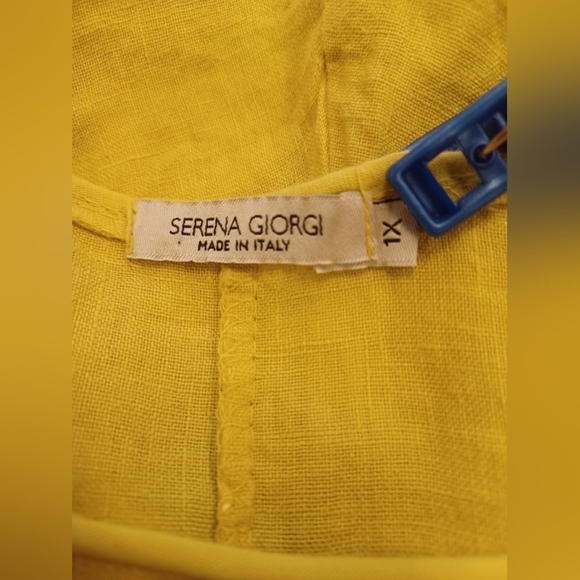 SERENA GIORGI
MADE IN ITALY
1X